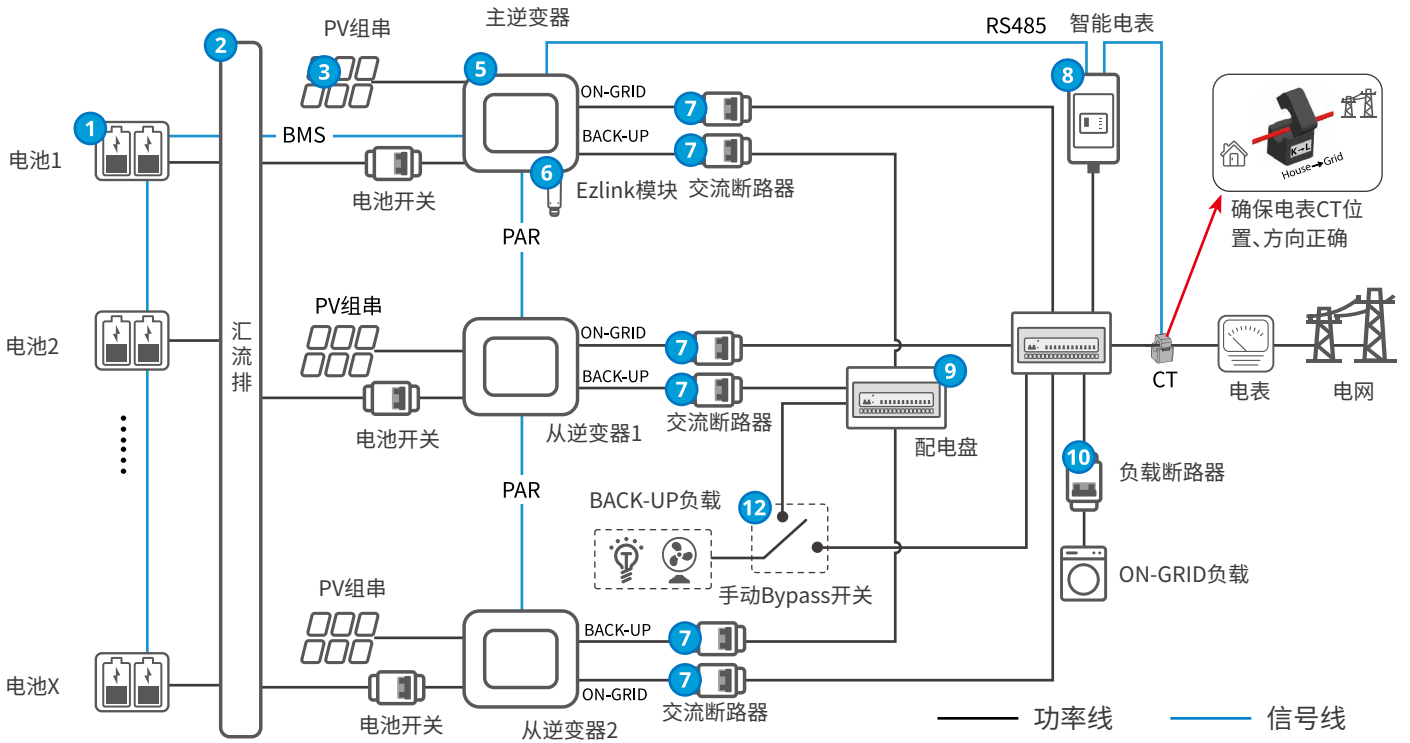 主逆变器
PV组串
RS485
智能电表
2
3
5
8
ON-GRID
7
1
BMS
BACK-UP
7
电池1
K→L
House→Grid
6
Ezlink模块
交流断路器
电池开关
确保电表CT位
置、方向正确
PAR
PV组串
汇流排
ON-GRID
7
电池2
BACK-UP
7
9
CT
电表
电网
电池开关
从逆变器1
交流断路器
配电盘
10
负载断路器
PAR
BACK-UP负载
12
ON-GRID负载
PV组串
手动Bypass开关
BACK-UP
7
电池X
ON-GRID
7
电池开关
从逆变器2
交流断路器
功率线
信号线